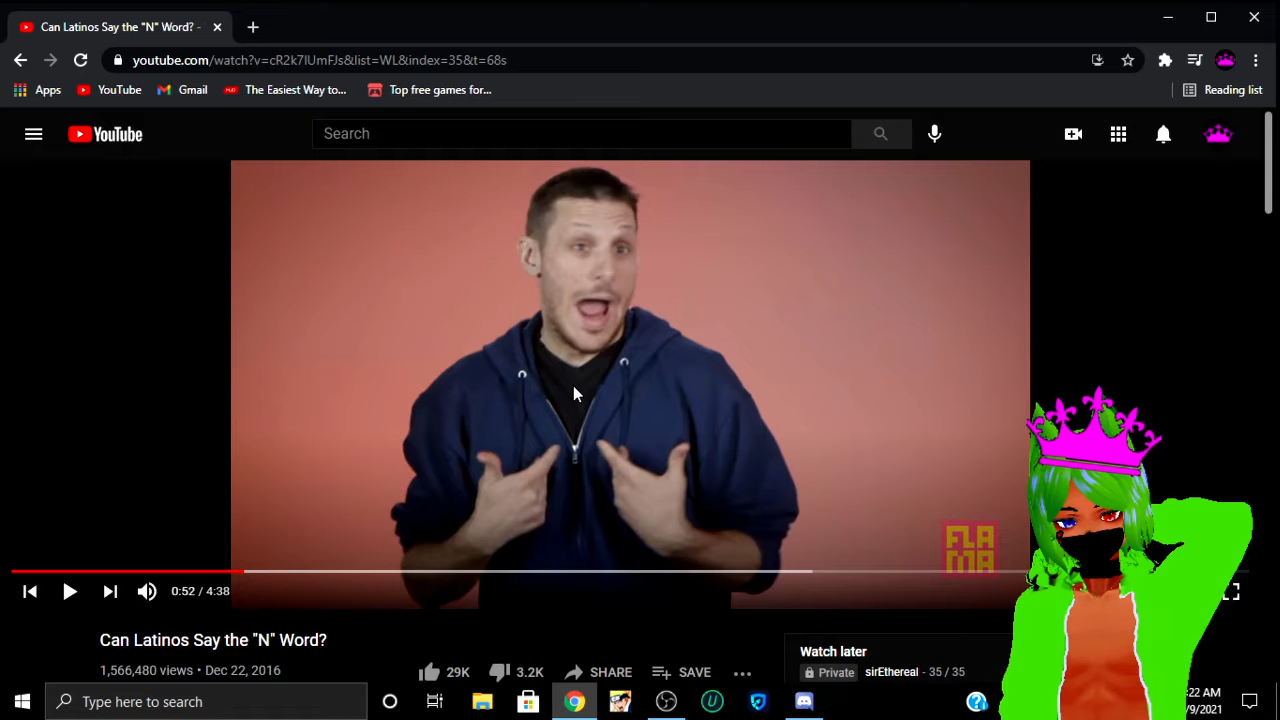 Can Latinos Say the "N" Word? -
youtube.com/watch?v=cR2k7lUmFJs&list=WL&index=35&t=68s
Apps YouTube Gmail The Easiest Way to... Top free games for... Reading list
YouTube Search
FLA
MA
0:52 / 4:38
Can Latinos Say the "N" Word?
1,566,480 views • Dec 22, 2016 29K 3.2K SHARE SAVE
Watch later
Private sirEthereal - 35 / 35
Type here to search
:22 AM
/9/2021